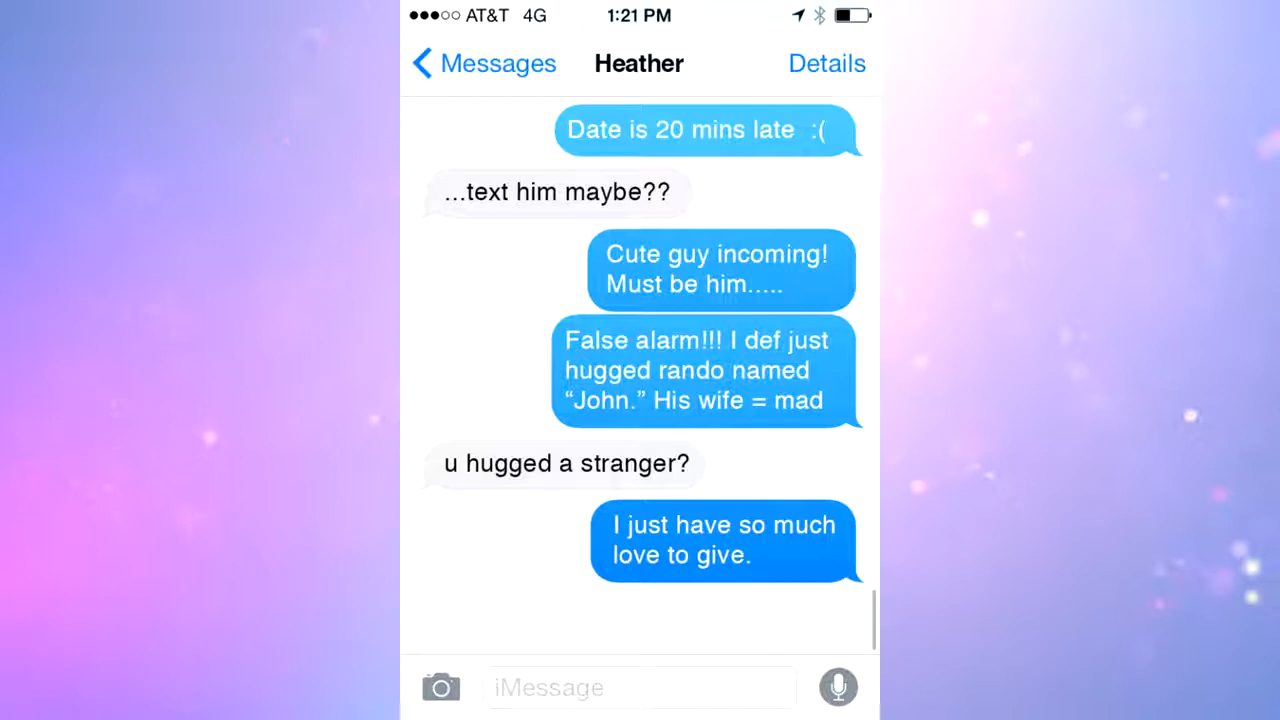 AT&T 4G 1:21 PM
Messages Heather Details
Date is 20 mins late :(
...text him maybe??
Cute guy incoming!
Must be him.....
False alarm!!! I def just
hugged rando named
“John.” His wife = mad
u hugged a stranger?
I just have so much
love to give.
iMessage